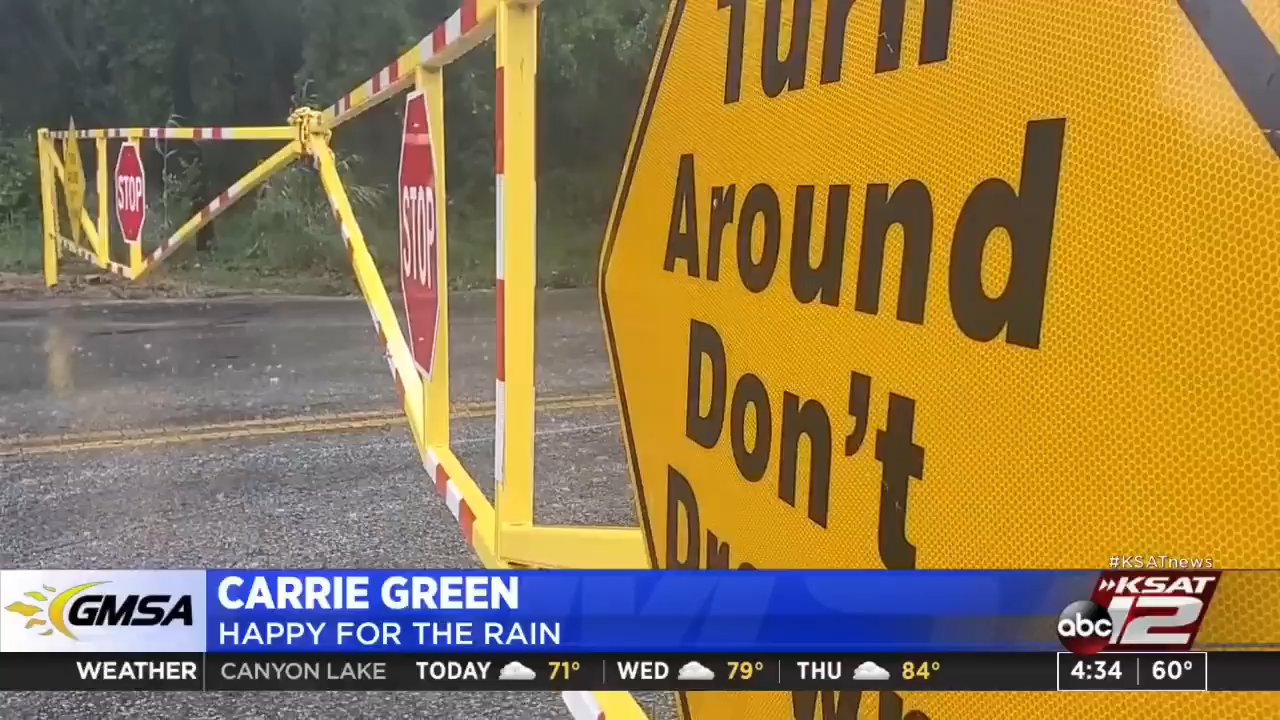 Turn
Around
Don't
STOP
STOP
#KSATnews
GMSA
CARRIE GREEN
HAPPY FOR THE RAIN
abc
KSAT
12
WEATHER CANYON LAKE TODAY 71° WED 79° THU 84° 4:34 60°